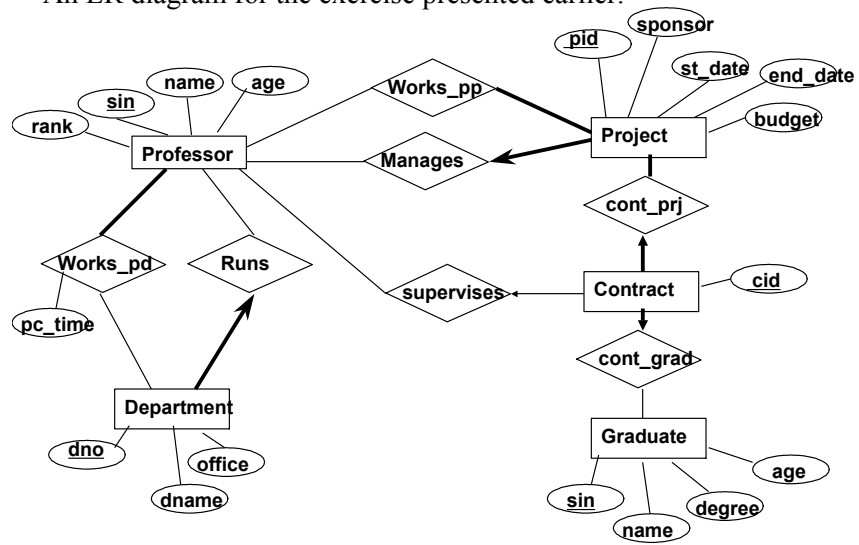 An ER diagram for the exercise presented earlier.
sponsor
pid
st_date
end_date
name
age
Works_pp
sin
budget
rank
Project
Professor
Manages
cont_prj
Works_pd
Runs
supervises
Contract
cid
pc_time
cont_grad
Department
Graduate
dno
office
age
dname
sin
degree
name